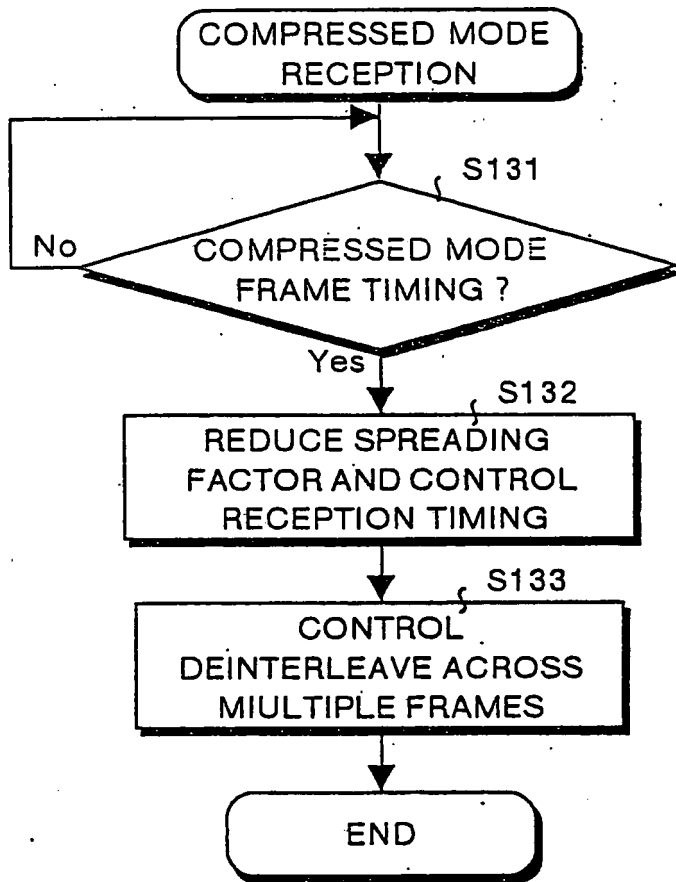 COMPRESSED MODE
RECEPTION
S131
No
COMPRESSED MODE
FRAME TIMING ?
Yes
S132
REDUCE SPREADING
FACTOR AND CONTROL
RECEPTION TIMING
S133
CONTROL
DEINTERLEAVE ACROSS
MIULTIPLE FRAMES
END